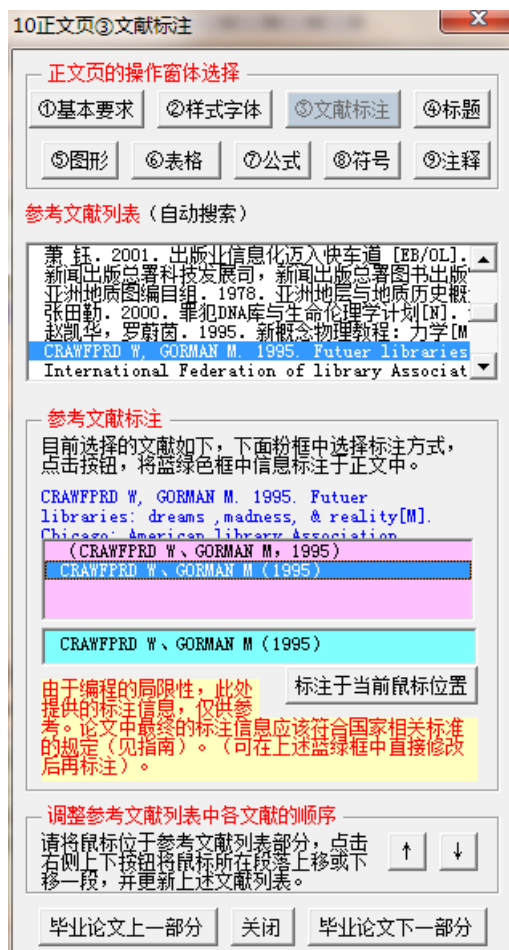 10正文页③文献标注
正文页的操作窗体选择
①基本要求
②样式字体
③文献标注
④标题
⑤图形
⑥表格
⑦公式
⑧符号
⑨注释
参考文献列表（自动搜索）
萧 钰. 2001. 出版业信息化迈入快车道 [EB/OL].
新闻出版总署科技发展司，新闻出版总署图书出版
亚洲地质图编目组. 1978. 亚洲地层与地质历史概
张田勤. 2000. 罪犯DNA库与生命伦理学计划[N].
赵凯华，罗蔚茵. 1995. 新概念物理教程：力学[M
CRAWFPRD W, GORMAN M. 1995. Futuer libraries
International Federation of library Associat
参考文献标注
目前选择的文献如下，下面粉框中选择标注方式，
点击按钮，将蓝绿色框中信息标注于正文中。
CRAWFPRD W, GORMAN M. 1995. Futuer
libraries: dreams ,madness, & reality[M].
Chicago: American library Association
（CRAWFPRD W、GORMAN M，1995）
CRAWFPRD W、GORMAN M（1995）
CRAWFPRD W、GORMAN M（1995）
标注于当前鼠标位置
由于编程的局限性，此处
提供的标注信息，仅供参
考。论文中最终的标注信息应该符合国家相关标准
的规定（见指南）。（可在上述蓝绿框中直接修改
后再标注）。
调整参考文献列表中各文献的顺序
请将鼠标位于参考文献列表部分，点击
右侧上下按钮将鼠标所在段落上移或下
移一段，并更新上述文献列表。
↑
↓
毕业论文上一部分
关闭
毕业论文下一部分